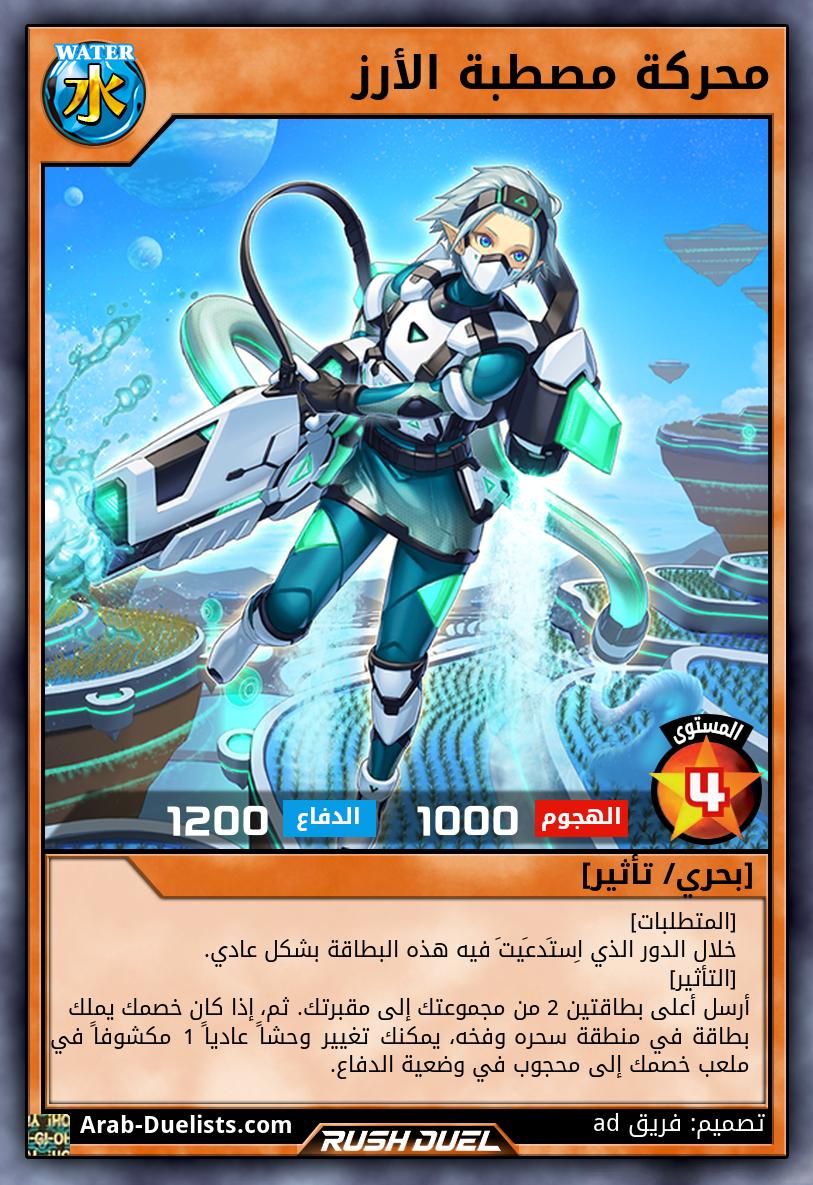 WATER
水
محركة مصطبة الأرز
المستوى
4
الهجوم 1000 الدفاع 1200
[بحري/ تأثير]
[المتطلبات]
خلال الدور الذي اِستَدعَيتَ فيه هذه البطاقة بشكل عادي.
[التأثير]
أرسل أعلى بطاقتين 2 من مجموعتك إلى مقبرتك. ثم، إذا كان خصمك يملك
بطاقة في منطقة سحره وفخه، يمكنك تغيير وحشاً عادياً 1 مكشوفاً في
ملعب خصمك إلى محجوب في وضعية الدفاع.
تصميم: فريق ad
RUSH DUEL
Arab-Duelists.com